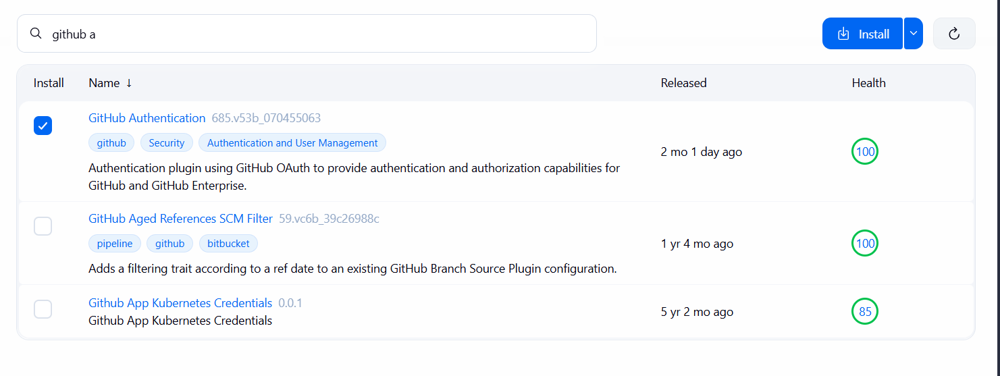 github a
Install
Install Name ↓ Released Health
GitHub Authentication 685.v53b_070455063
github Security Authentication and User Management
2 mo 1 day ago 100
Authentication plugin using GitHub OAuth to provide authentication and authorization capabilities for
GitHub and GitHub Enterprise.
GitHub Aged References SCM Filter 59.vc6b_39c26988c
pipeline github bitbucket
1 yr 4 mo ago 100
Adds a filtering trait according to a ref date to an existing GitHub Branch Source Plugin configuration.
Github App Kubernetes Credentials 0.0.1
5 yr 2 mo ago 85
Github App Kubernetes Credentials